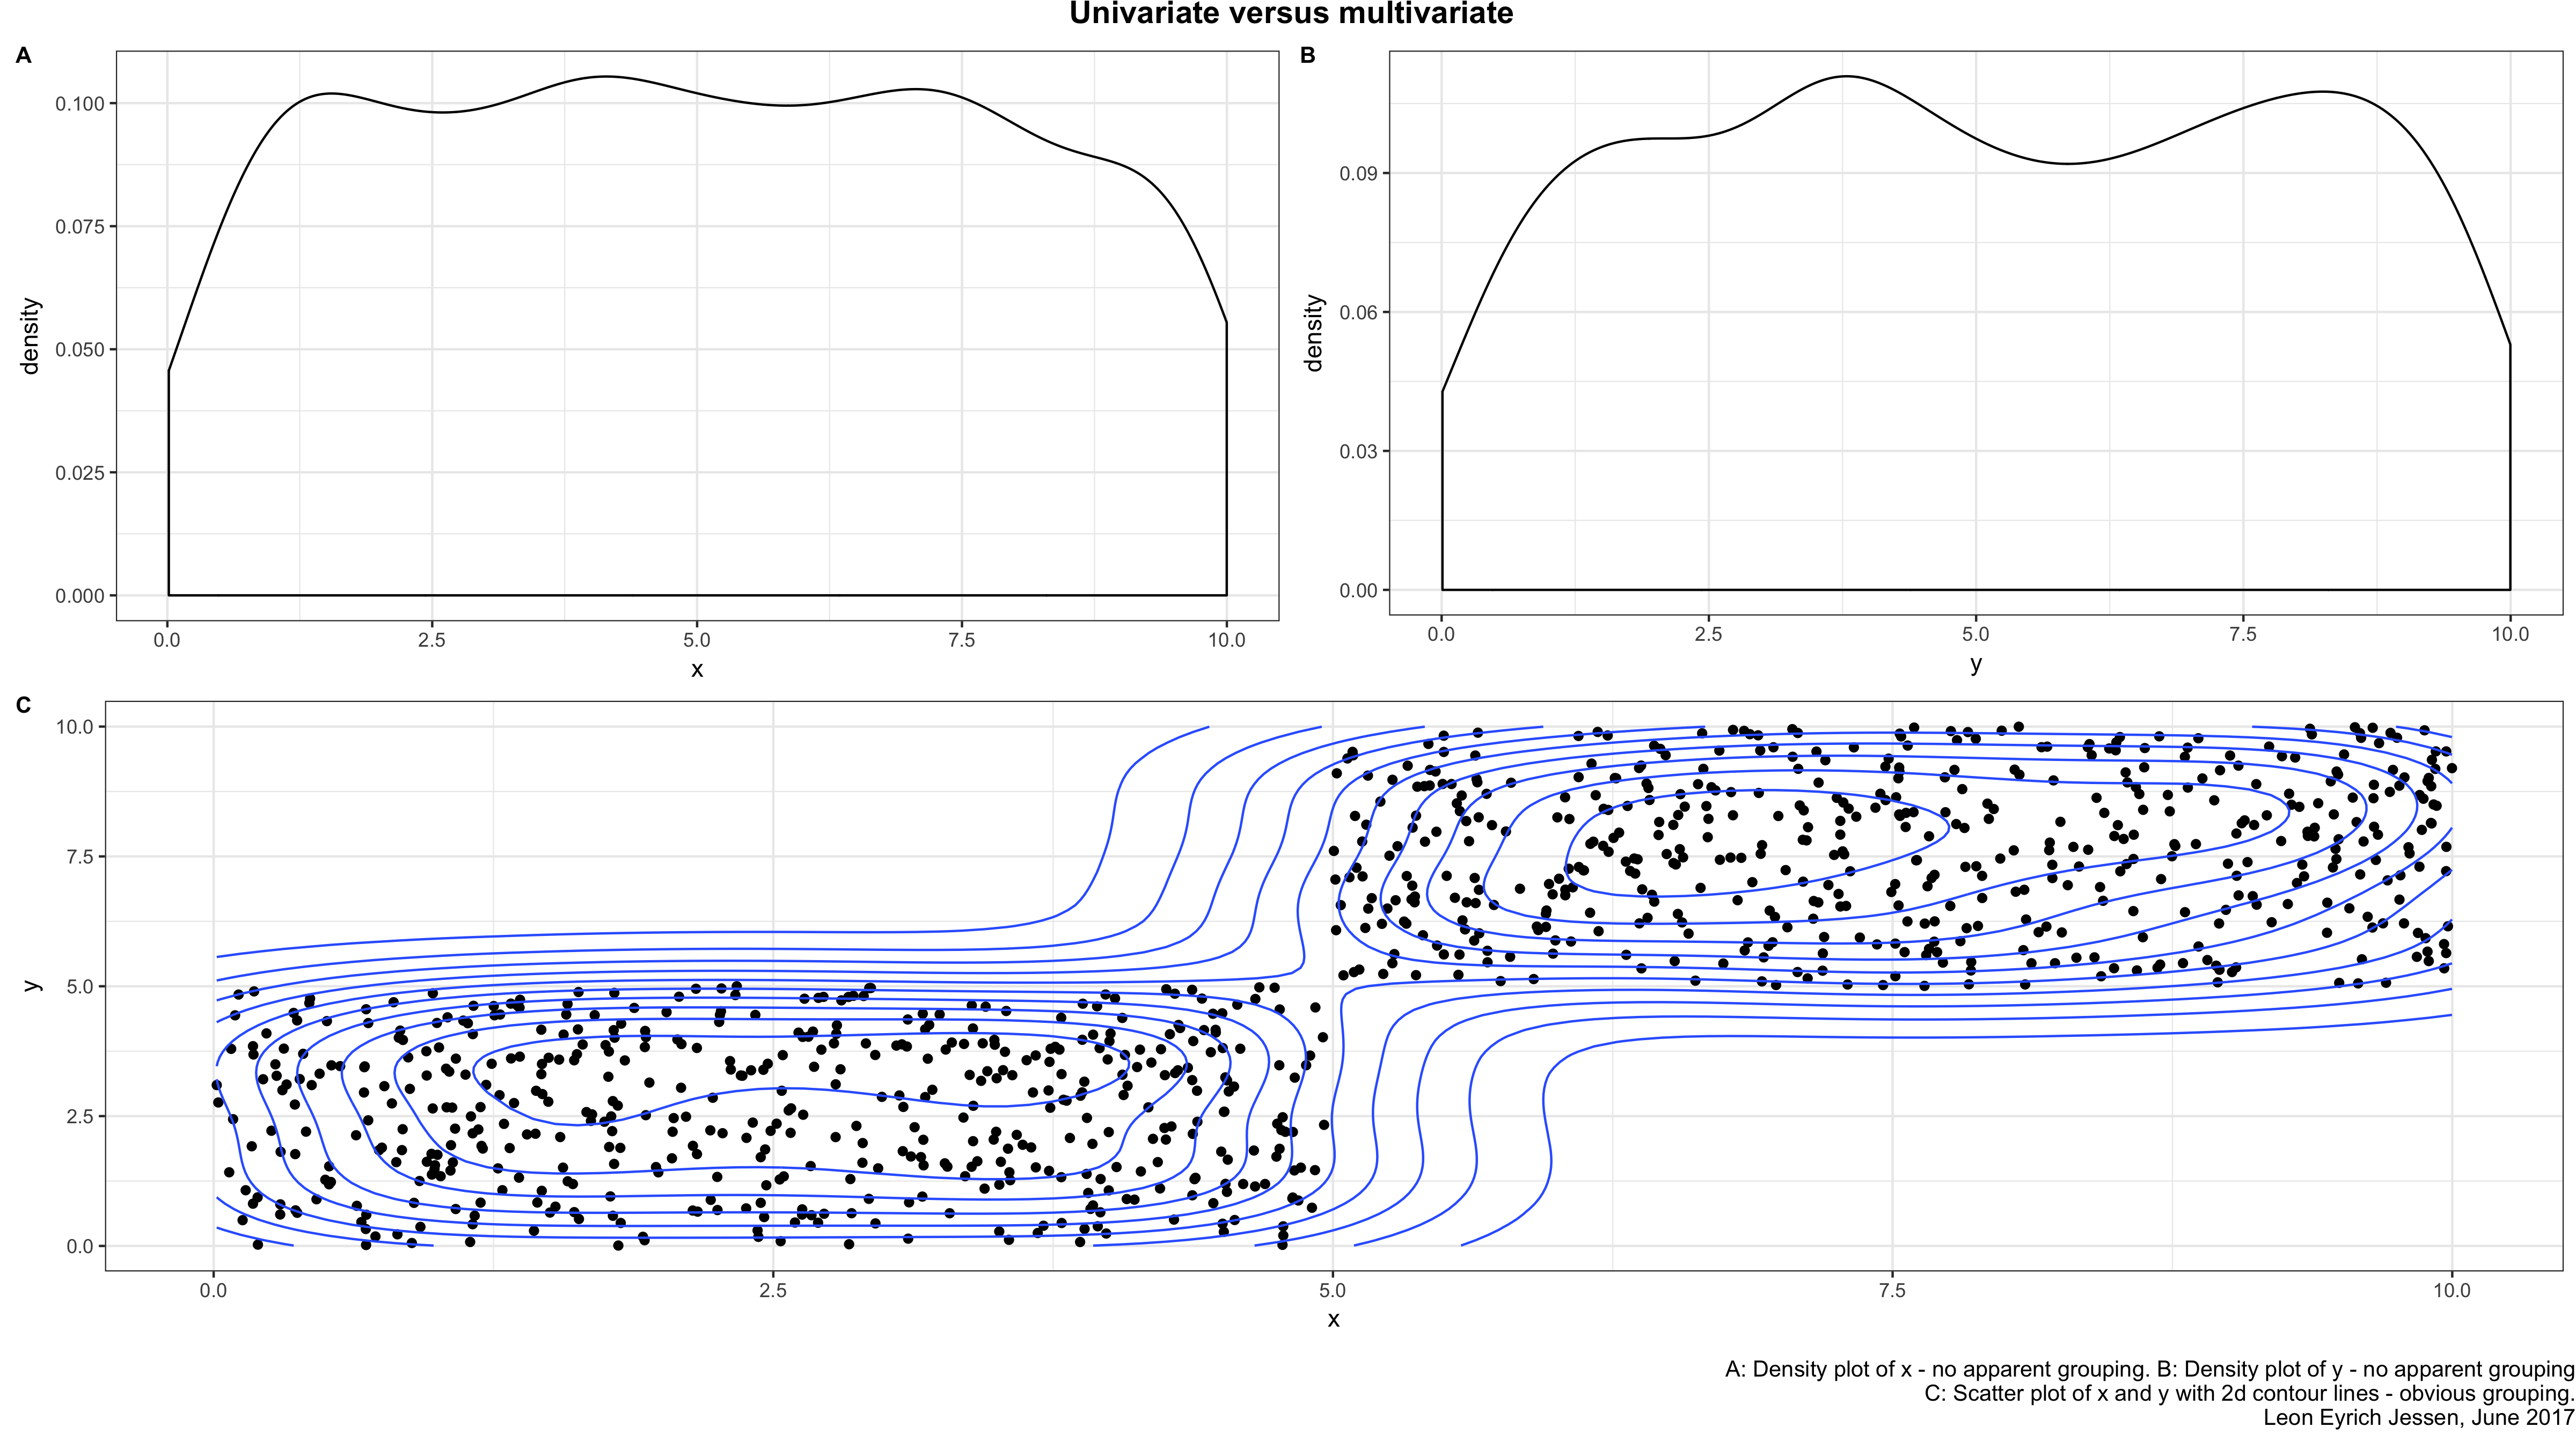 Univariate versus multivariate
A
0.100
0.075
0.050
0.025
0.000
density
0.0 2.5 5.0 7.5 10.0
x
B
0.09
0.06
0.03
0.00
density
0.0 2.5 5.0 7.5 10.0
y
C
10.0
7.5
5.0
2.5
0.0
y
0.0 2.5 5.0 7.5 10.0
x
A: Density plot of x - no apparent grouping. B: Density plot of y - no apparent grouping
C: Scatter plot of x and y with 2d contour lines - obvious grouping.
Leon Eyrich Jessen, June 2017